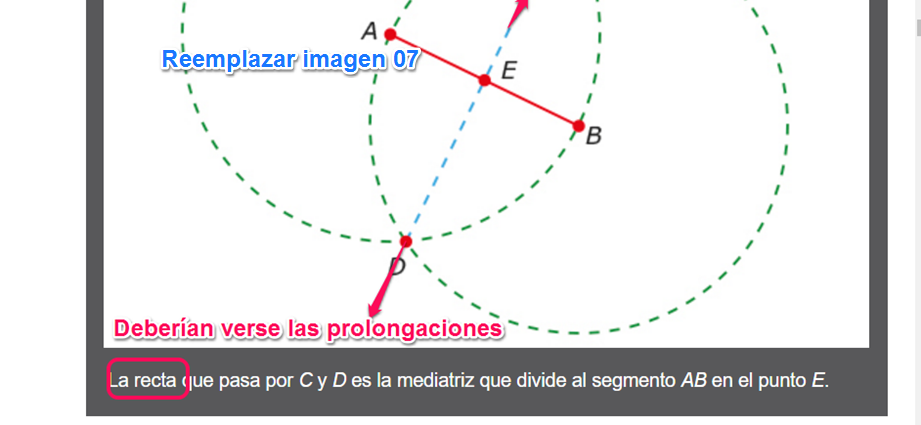 A
Reemplazar imagen 07
E
B
D
Deberían verse las prolongaciones
La recta que pasa por C y D es la mediatriz que divide al segmento AB en el punto E.